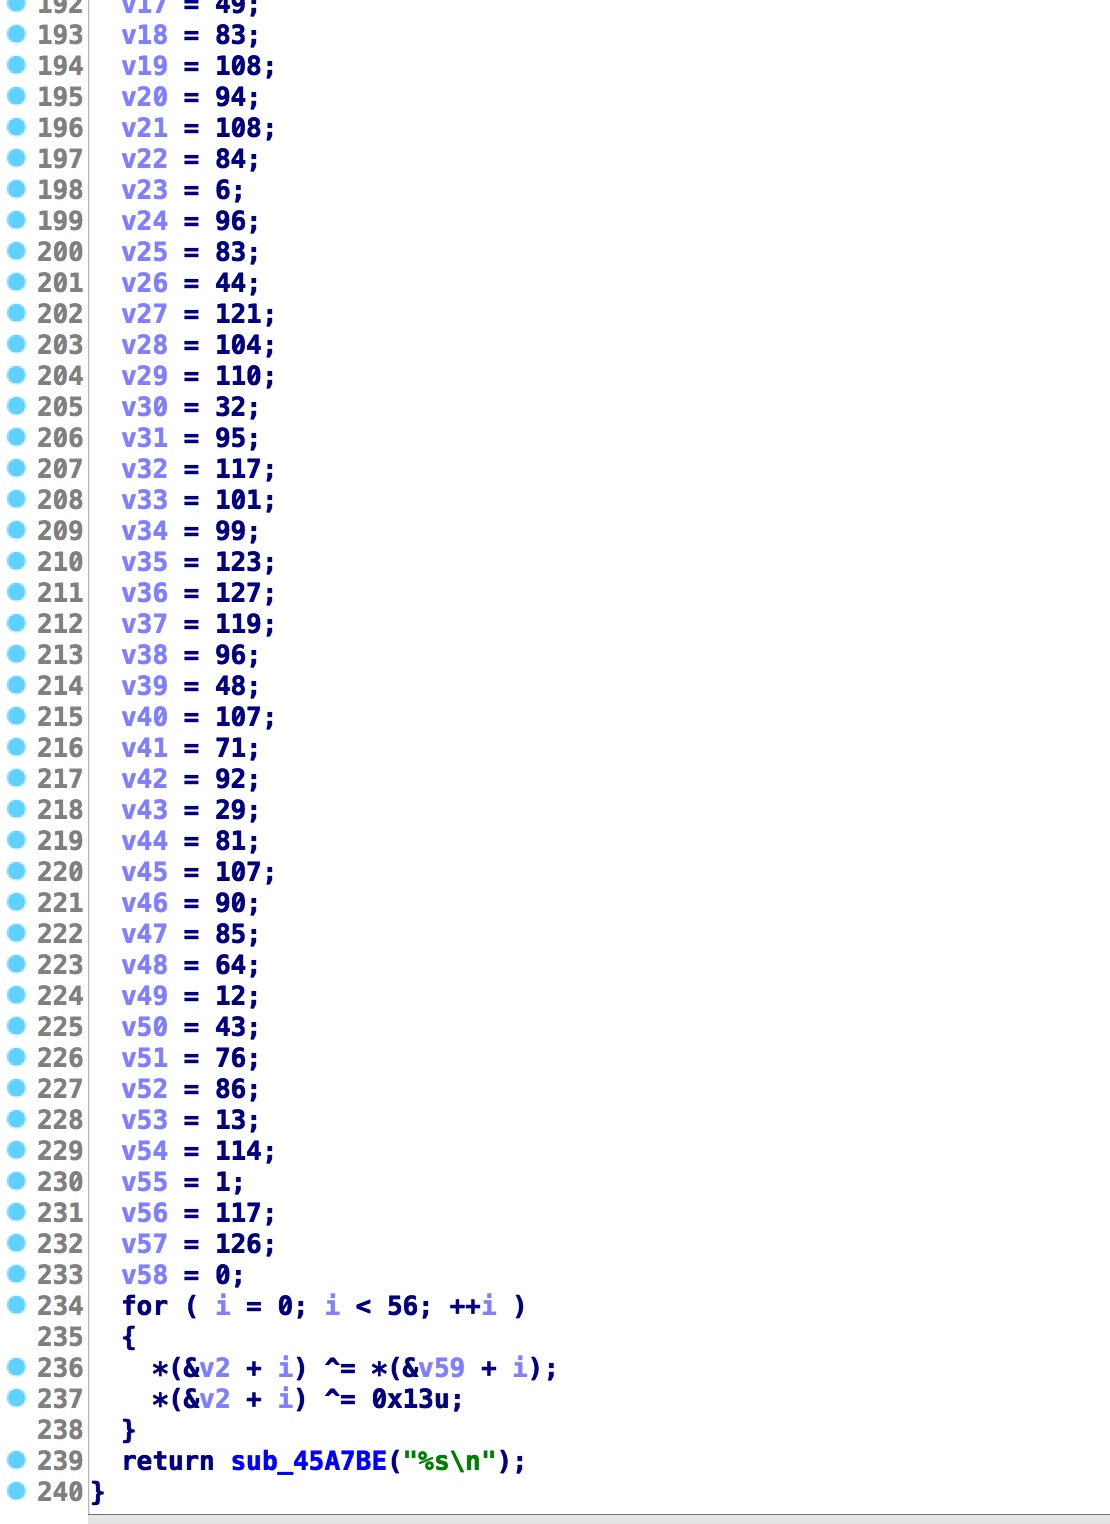 192 v17 = 49;
193 v18 = 83;
194 v19 = 108;
195 v20 = 94;
196 v21 = 108;
197 v22 = 84;
198 v23 = 6;
199 v24 = 96;
200 v25 = 83;
201 v26 = 44;
202 v27 = 121;
203 v28 = 104;
204 v29 = 110;
205 v30 = 32;
206 v31 = 95;
207 v32 = 117;
208 v33 = 101;
209 v34 = 99;
210 v35 = 123;
211 v36 = 127;
212 v37 = 119;
213 v38 = 96;
214 v39 = 48;
215 v40 = 107;
216 v41 = 71;
217 v42 = 92;
218 v43 = 29;
219 v44 = 81;
220 v45 = 107;
221 v46 = 90;
222 v47 = 85;
223 v48 = 64;
224 v49 = 12;
225 v50 = 43;
226 v51 = 76;
227 v52 = 86;
228 v53 = 13;
229 v54 = 114;
230 v55 = 1;
231 v56 = 117;
232 v57 = 126;
233 v58 = 0;
234 for ( i = 0; i < 56; ++i )
235 {
236 *(&v2 + i) ^= *(&v59 + i);
237 *(&v2 + i) ^= 0x13u;
238 }
239 return sub_45A7BE("%s\n");
240 }